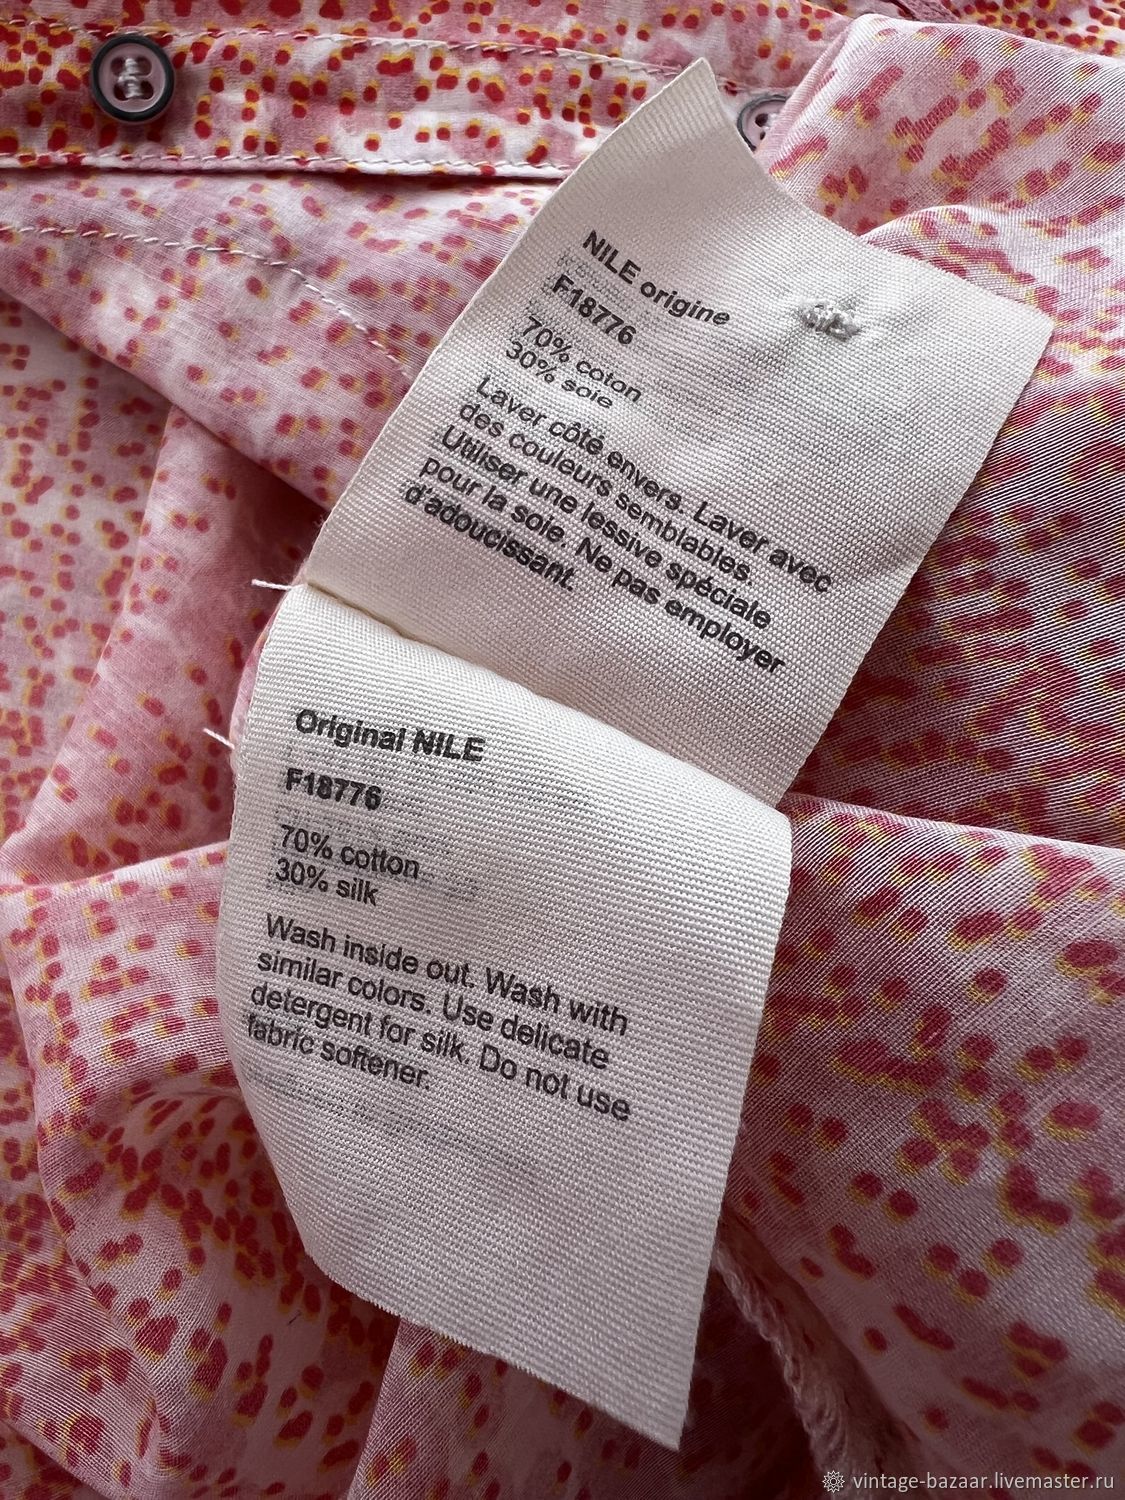 NILE origine
F18776
70% coton
30% soie
Laver côté envers. Laver avec
des couleurs semblables.
Utiliser une lessive spéciale
pour la soie. Ne pas employer
d'adoucissant.
Original NILE
F18776
70% cotton
30% silk
Wash inside out. Wash with
similar colors. Use delicate
detergent for silk. Do not use
fabric softener.
vintage-bazaar.livemaster.ru